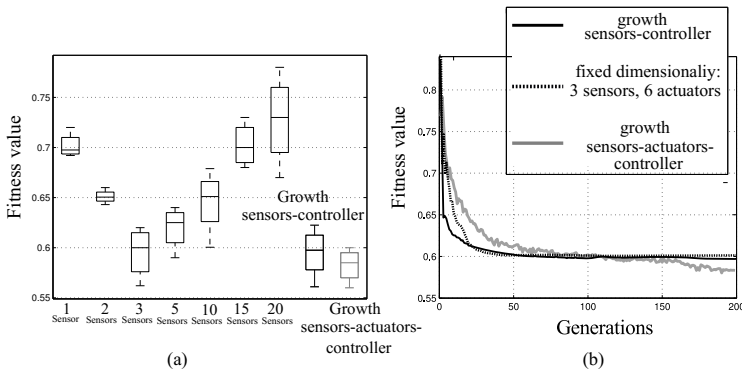 Fitness value
0.75
0.7
0.65
0.6
0.55
Growth
sensors-controller
1
Sensor
2
Sensors
3
Sensors
5
Sensors
10
Sensors
15
Sensors
20
Sensors
Growth
sensors-actuators-
controller
(a)
growth
sensors-controller
fixed dimensionaliy:
3 sensors, 6 actuators
growth
sensors-actuators-
controller
Fitness value
0.8
0.75
0.7
0.65
0.6
0.55
0
50
100
150
200
Generations
(b)